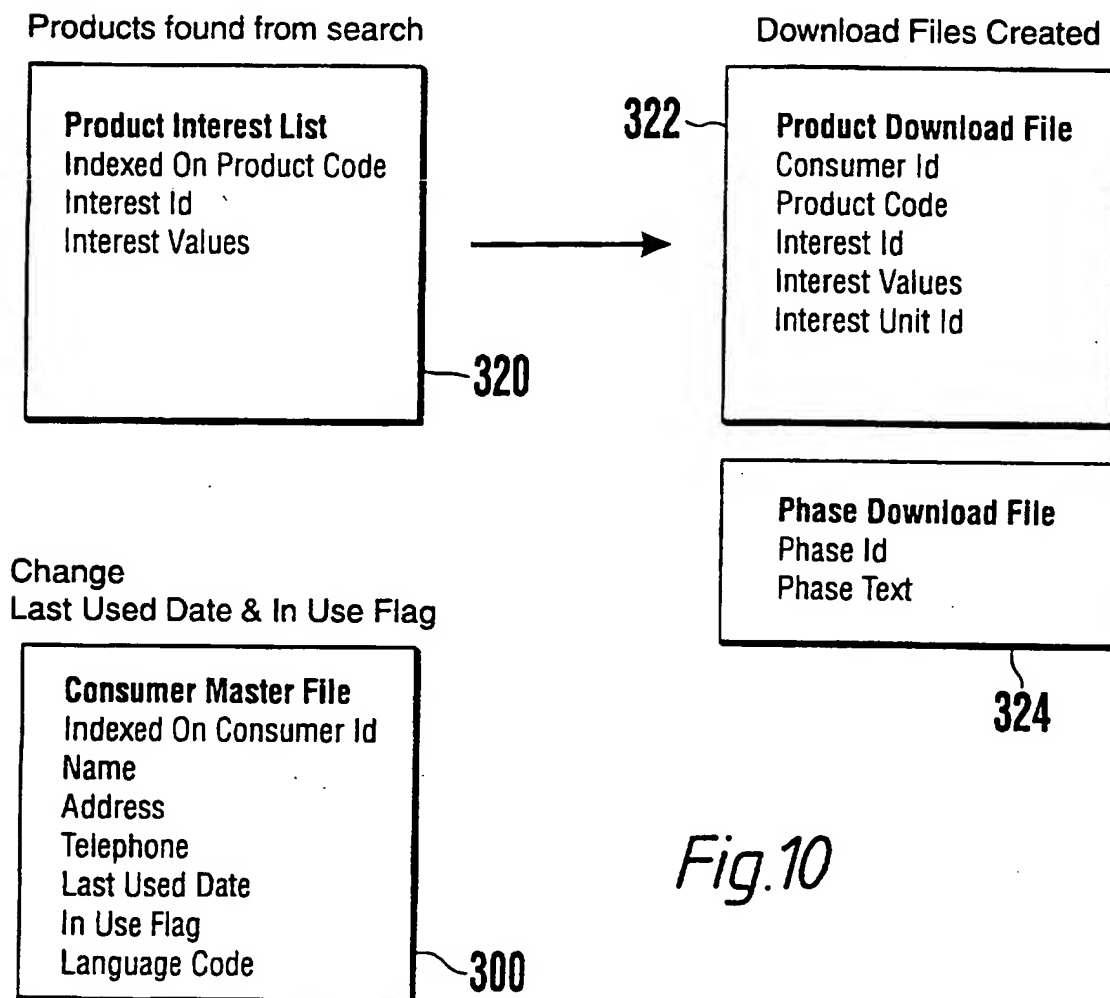 Products found from search
Product Interest List
Indexed On Product Code
Interest Id
Interest Values
320
Download Files Created
322
Product Download File
Consumer Id
Product Code
Interest Id
Interest Values
Interest Unit Id
Phase Download File
Phase Id
Phase Text
324
Change
Last Used Date & In Use Flag
Consumer Master File
Indexed On Consumer Id
Name
Address
Telephone
Last Used Date
In Use Flag
Language Code
300
Fig.10